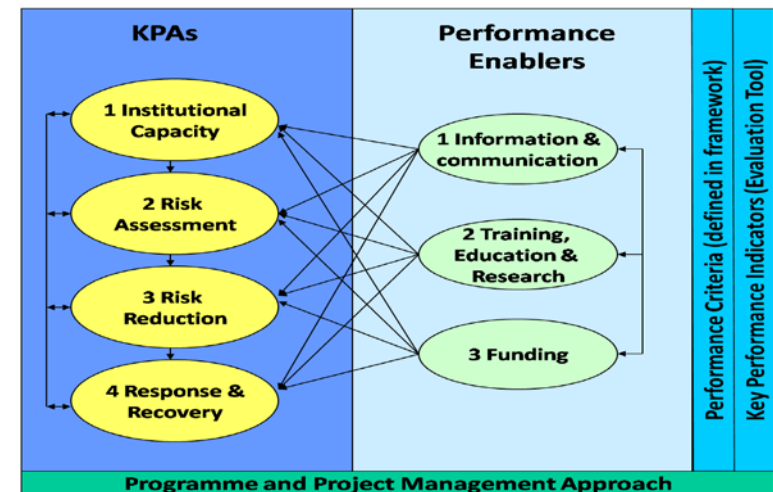 KPAs
1 Institutional
Capacity
2 Risk
Assessment
3 Risk
Reduction
4 Response &
Recovery
Performance
Enablers
1 Information &
communication
2 Training,
Education &
Research
3 Funding
Performance Criteria (defined in framework)
Key Performance Indicators (Evaluation Tool)
Programme and Project Management Approach